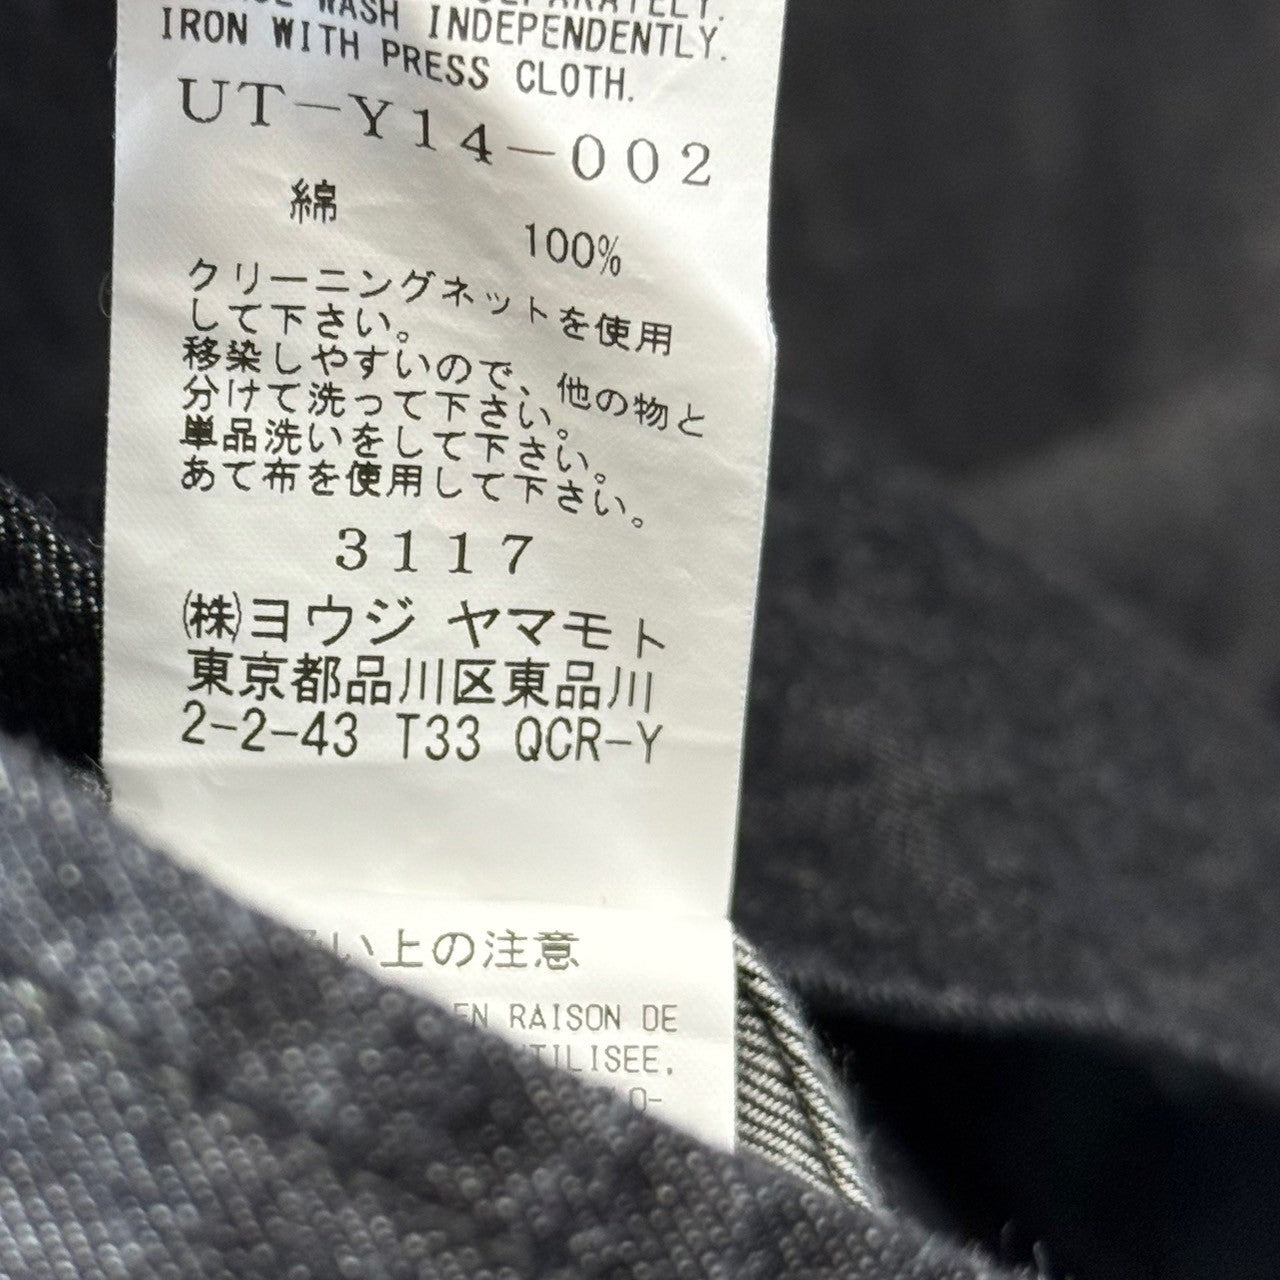 WASH SEPARATELY.
WASH INDEPENDENTLY.
IRON WITH PRESS CLOTH.
UT-Y14-002
綿 100%
クリーニングネットを使用
して下さい。
移染しやすいので、他の物と
分けて洗って下さい。
単品洗いをして下さい。
あて布を使用して下さい。
3117
㈱ヨウジ ヤマモト
東京都品川区東品川
2-2-43 T33 QCR-Y
い上の注意
EN RAISON DE
UTILISEE,